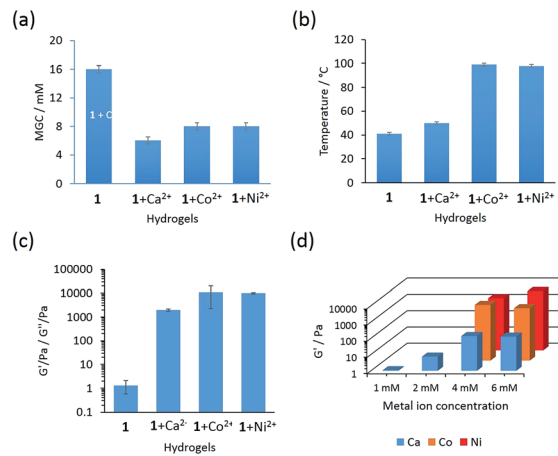 (a)
MGC / mM
20
16
12
8
4
0
1 + C
1 1+Ca²⁺ 1+Co²⁺ 1+Ni²⁺
Hydrogels
(b)
Temperature / °C
120
100
80
60
40
20
0
1 1+Ca²⁺ 1+Co²⁺ 1+Ni²⁺
Hydrogels
(c)
G'/Pa / G''/Pa
100000
10000
1000
100
10
1
0.1
1 1+Ca²⁺ 1+Co²⁺ 1+Ni²⁺
Hydrogels
(d)
G' / Pa
10000
1000
100
10
1
1 mM 2 mM 4 mM 6 mM
Metal ion concentration
Ca Co Ni